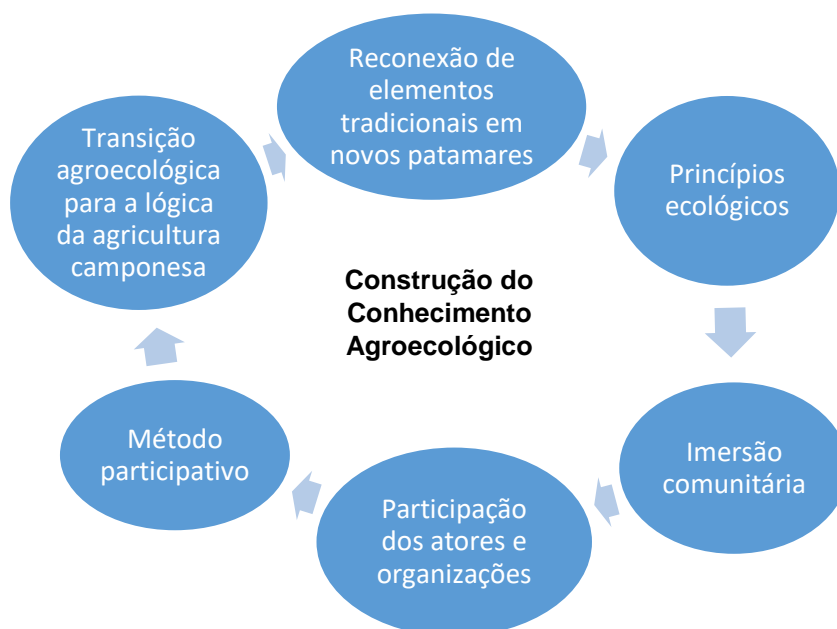 Reconexão de
elementos
tradicionais em
novos patamares
Princípios
ecológicos
Imersão
comunitária
Participação
dos atores e
organizações
Método
participativo
Transição
agroecológica
para a lógica
da agricultura
camponesa
Construção do
Conhecimento
Agroecológico